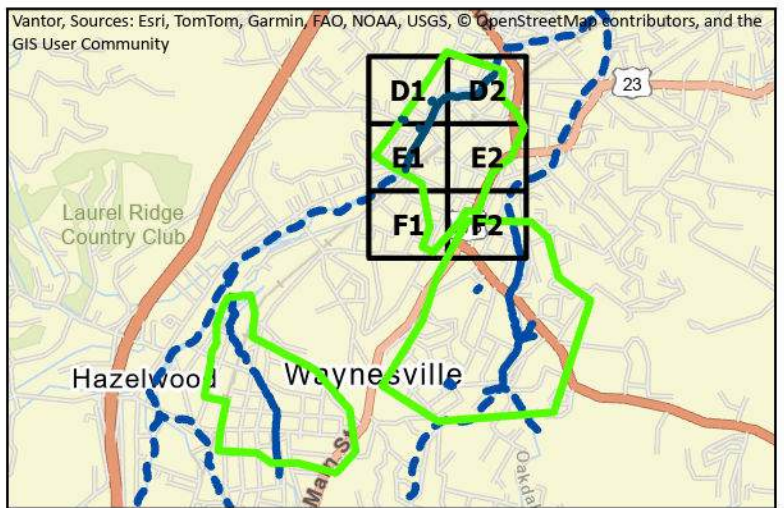 Vantor, Sources: Esri, TomTom, Garmin, FAO, NOAA, USGS, © OpenStreetMap contributors, and the
GIS User Community
D1 D2
23
E1 E2
Laurel Ridge
Country Club
F1 F2
Hazelwood Waynesville
Main St